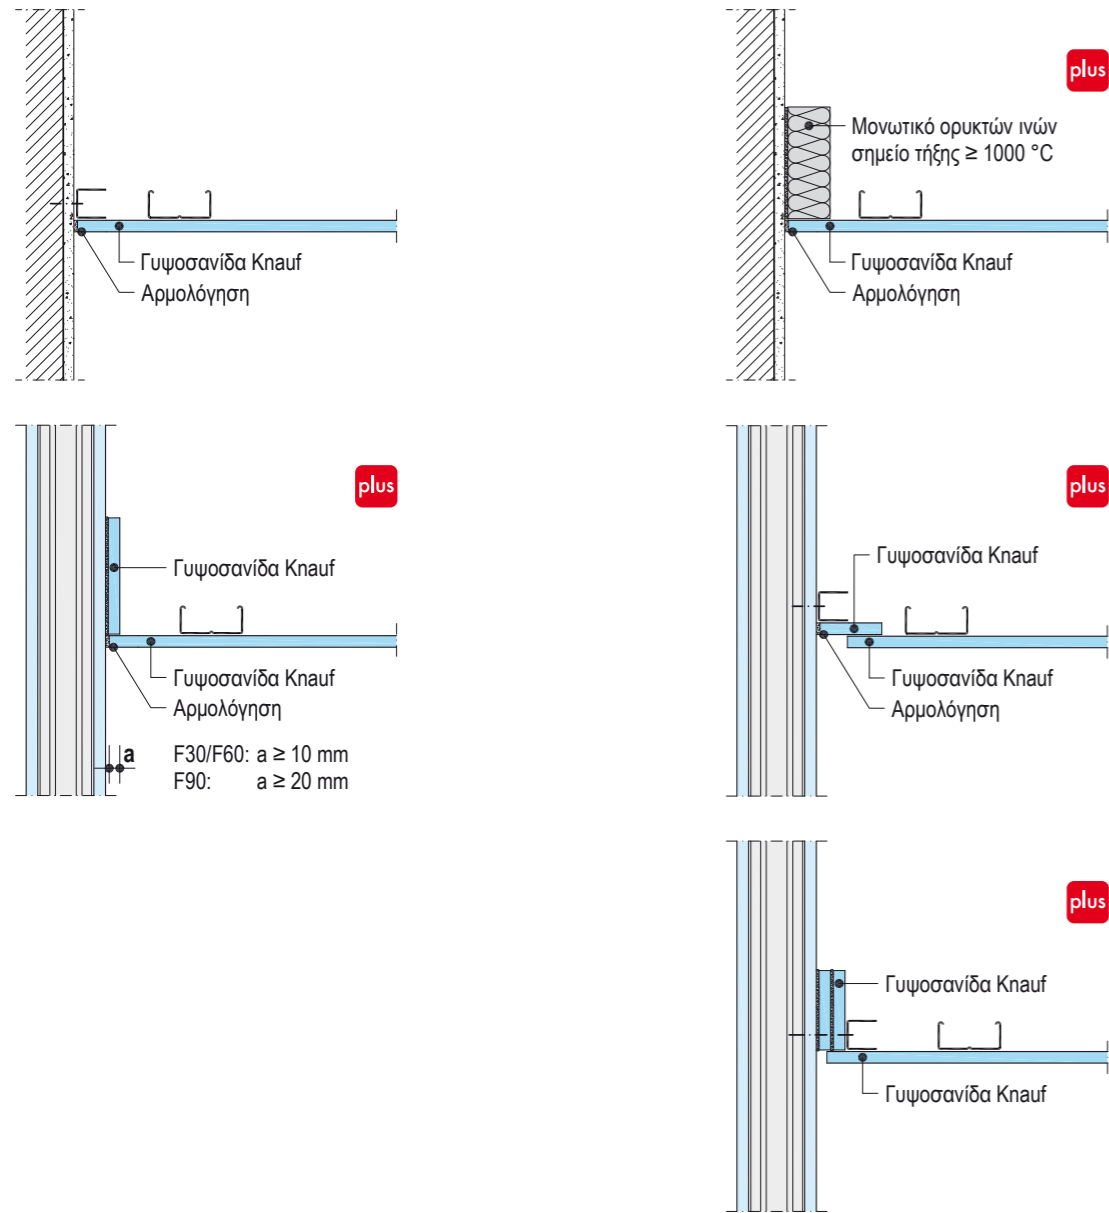 Γυψοσανίδα Knauf
Αρμολόγηση
plus
Μονωτικό ορυκτών ινών
σημείο τήξης ≥ 1000 °C
Γυψοσανίδα Knauf
Αρμολόγηση
plus
Γυψοσανίδα Knauf
Γυψοσανίδα Knauf
Αρμολόγηση
a F30/F60: a ≥ 10 mm
F90: a ≥ 20 mm
plus
Γυψοσανίδα Knauf
Γυψοσανίδα Knauf
Αρμολόγηση
plus
Γυψοσανίδα Knauf
Γυψοσανίδα Knauf